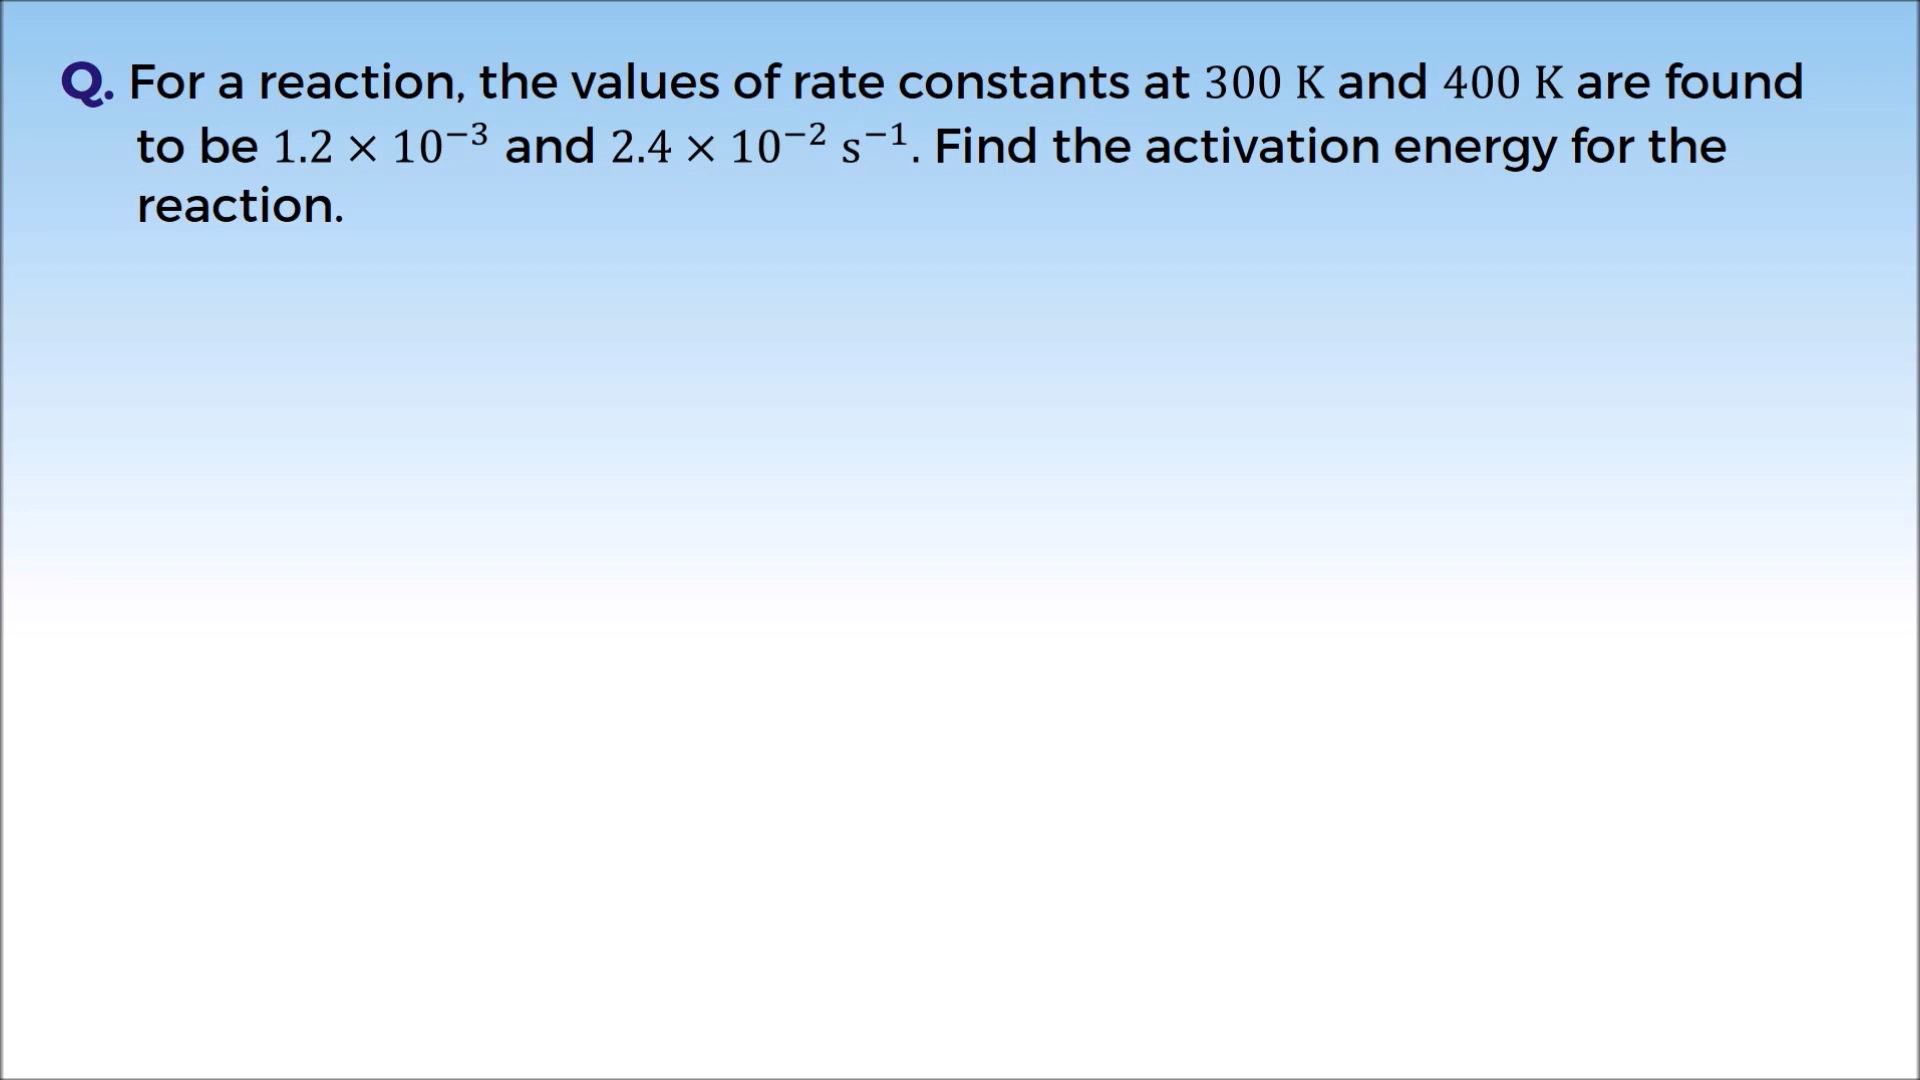 Q. For a reaction, the values of rate constants at 300 K and 400 K are found
to be 1.2 × 10⁻³ and 2.4 × 10⁻² s⁻¹. Find the activation energy for the
reaction.